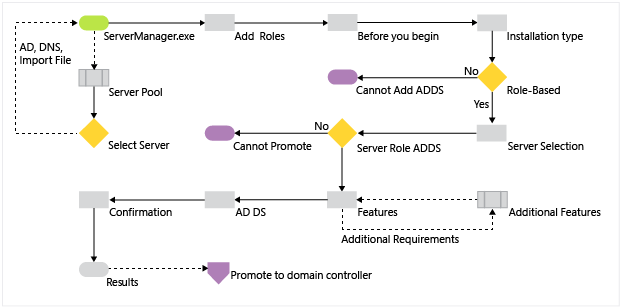 ServerManager.exe
Add Roles
Before you begin
Installation type
AD, DNS,
Import File
No
Server Pool
Cannot Add ADDS
Role-Based
Yes
No
Select Server
Cannot Promote
Server Role ADDS
Server Selection
Confirmation
AD DS
Features
Additional Features
Additional Requirements
Results
Promote to domain controller